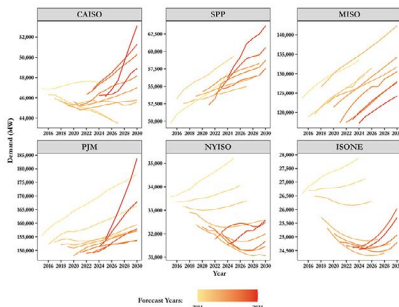 CAISO SPP MISO
52,000 62,500 140,000
50,000 60,000 135,000
48,000 57,500 130,000
46,000 55,000 125,000
44,000 52,500 120,000
50,000
2016 2018 2020 2022 2024 2026 2028 2030 2016 2018 2020 2022 2024 2026 2028 2030 2016 2018 2020 2022 2024 2026 2028 2030
Demand (MW)
PJM NYISO ISONE
185,000 35,000 28,000
180,000 34,000 27,500
175,000 33,000 27,000
170,000 32,000 26,500
165,000 31,000 26,000
160,000 25,500
155,000 25,000
150,000 24,500
2016 2018 2020 2022 2024 2026 2028 2030 2016 2018 2020 2022 2024 2026 2028 2030 2016 2018 2020 2022 2024 2026 2028 2030
Year
Forecast Years: